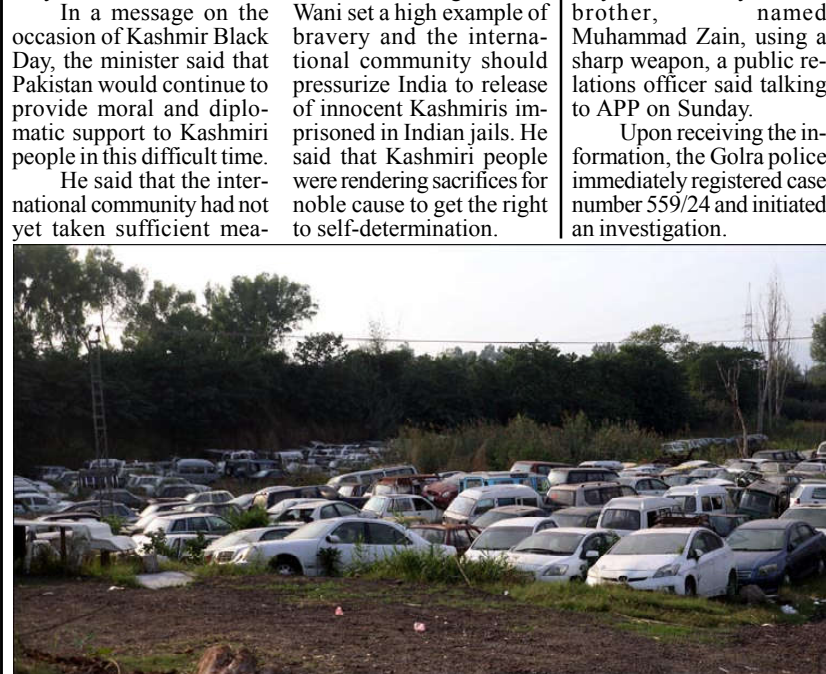 In a message on the
occasion of Kashmir Black
Day, the minister said that
Pakistan would continue to
provide moral and diplo-
matic support to Kashmiri
people in this difficult time.
He said that the inter-
national community had not
yet taken sufficient mea-
Wani set a high example of
bravery and the interna-
tional community should
pressurize India to release
of innocent Kashmiris im-
prisoned in Indian jails. He
said that Kashmiri people
were rendering sacrifices for
noble cause to get the right
to self-determination.
brother, named
Muhammad Zain, using a
sharp weapon, a public re-
lations officer said talking
to APP on Sunday.
Upon receiving the in-
formation, the Golra police
immediately registered case
number 559/24 and initiated
an investigation.